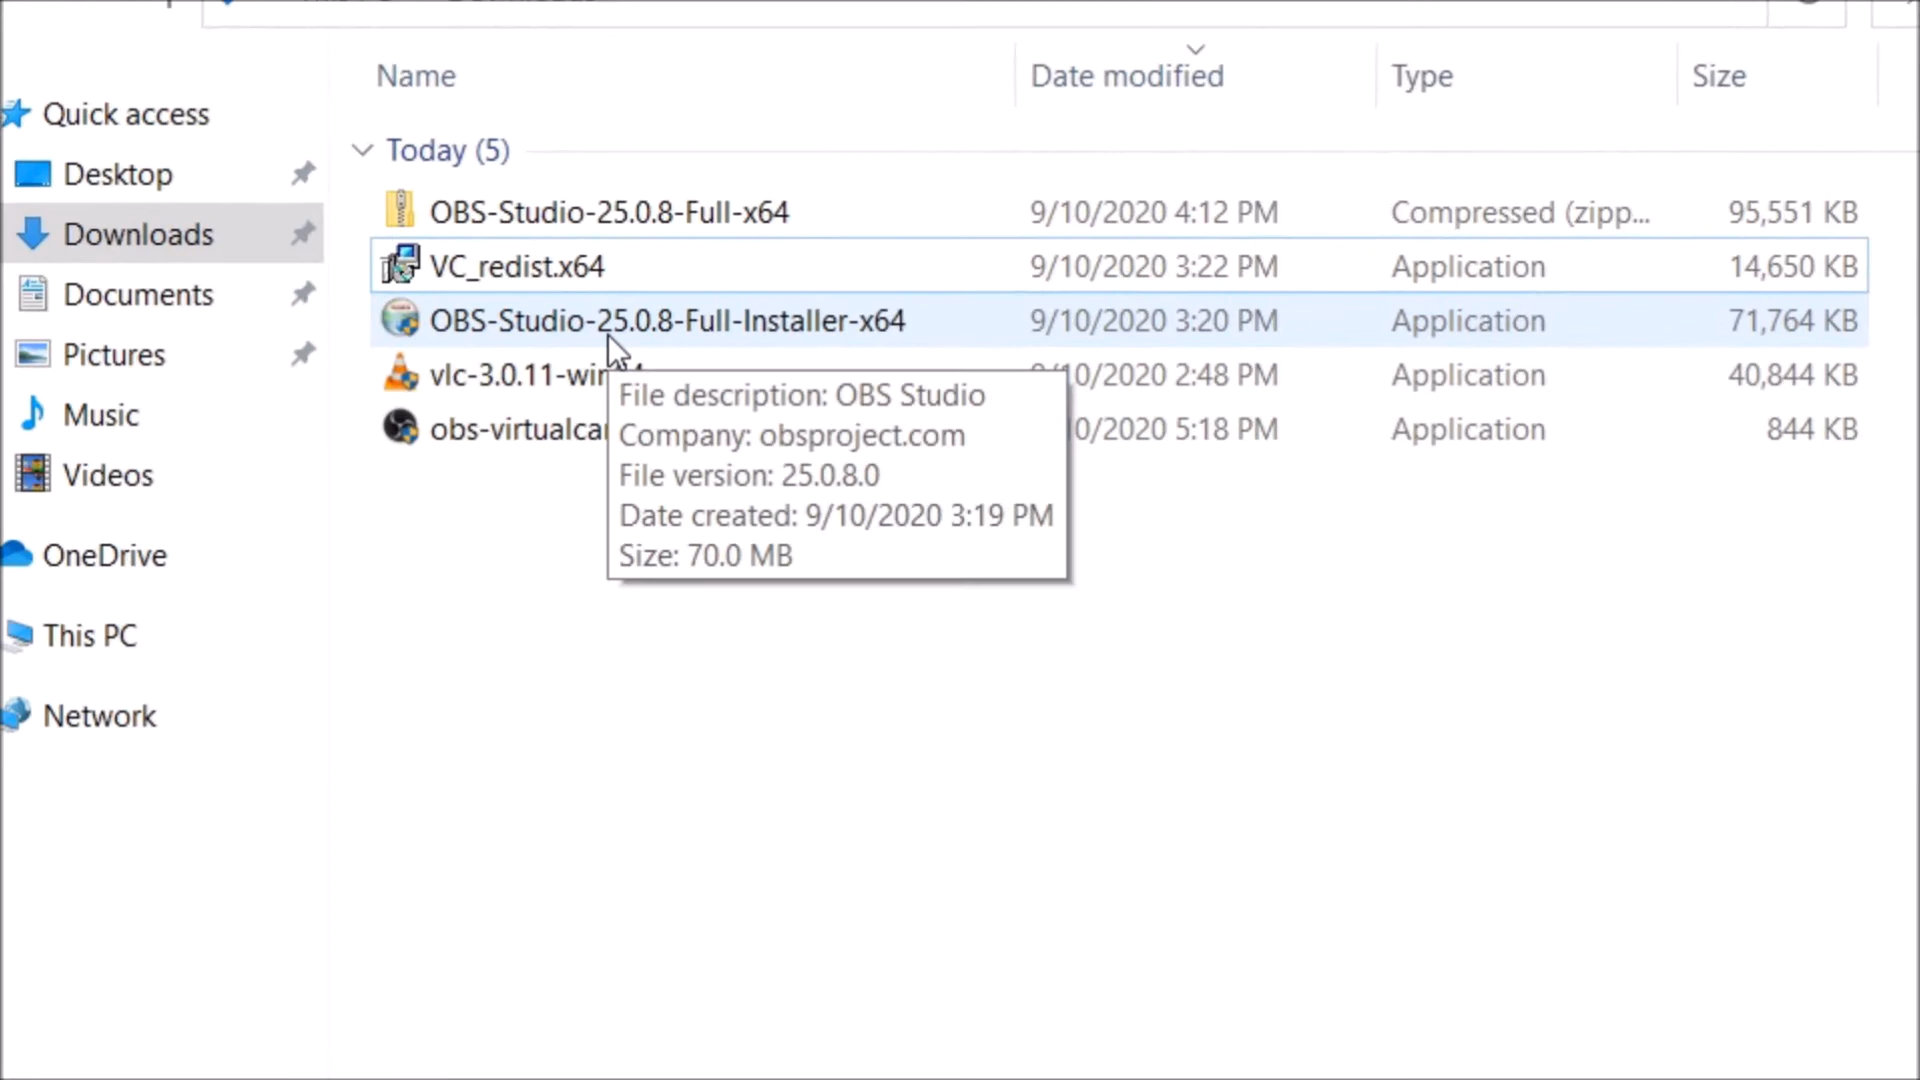 Name Date modified Type Size
Quick access
Today (5)
Desktop
OBS-Studio-25.0.8-Full-x64 9/10/2020 4:12 PM Compressed (zipp... 95,551 KB
Downloads
VC_redist.x64 9/10/2020 3:22 PM Application 14,650 KB
Documents
OBS-Studio-25.0.8-Full-Installer-x64 9/10/2020 3:20 PM Application 71,764 KB
Pictures
vlc-3.0.11-win /10/2020 2:48 PM Application 40,844 KB
Music
obs-virtualca 0/2020 5:18 PM Application 844 KB
Videos
File description: OBS Studio
Company: obsproject.com
File version: 25.0.8.0
Date created: 9/10/2020 3:19 PM
Size: 70.0 MB
OneDrive
This PC
Network